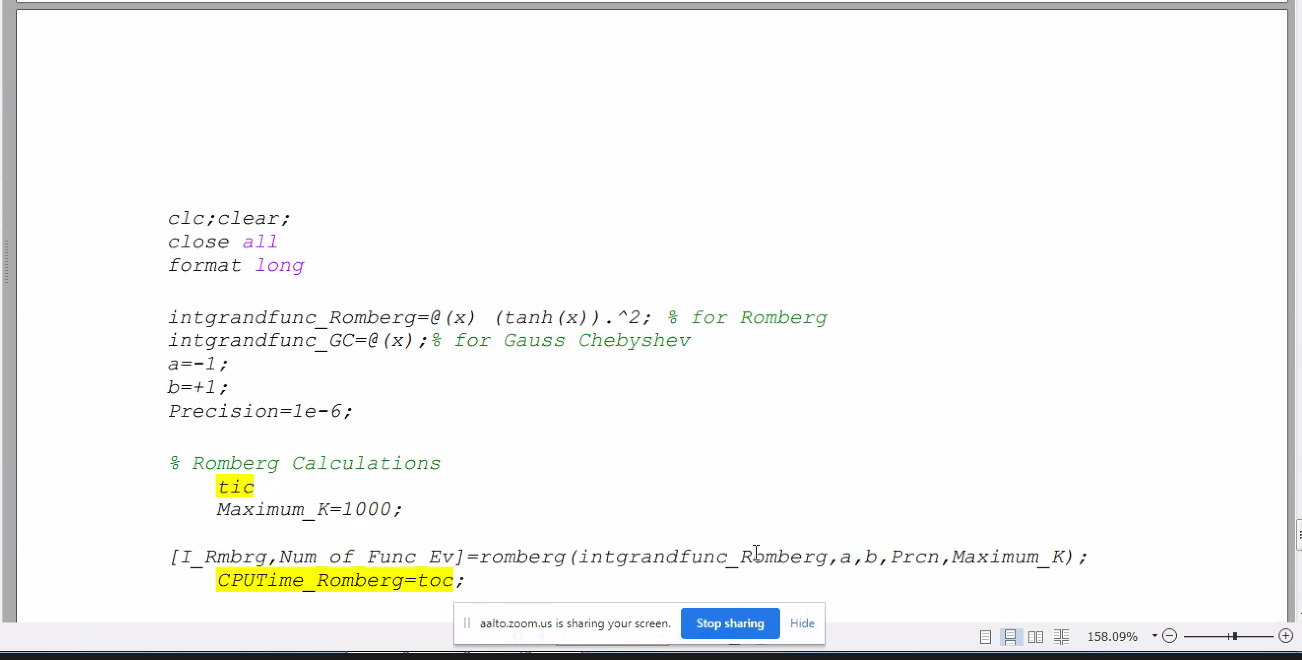 clc;clear;
close all
format long
intgrandfunc_Romberg=@(x) (tanh(x)).^2; % for Romberg
intgrandfunc_GC=@(x);% for Gauss Chebyshev
a=-1;
b=+1;
Precision=1e-6;
% Romberg Calculations
tic
Maximum_K=1000;
[I_Rmbrg,Num_of_Func_Ev]=romberg(intgrandfunc_Romberg,a,b,Prcn,Maximum_K);
CPUTime_Romberg=toc;
aalto.zoom.us is sharing your screen. Stop sharing Hide
158.09%